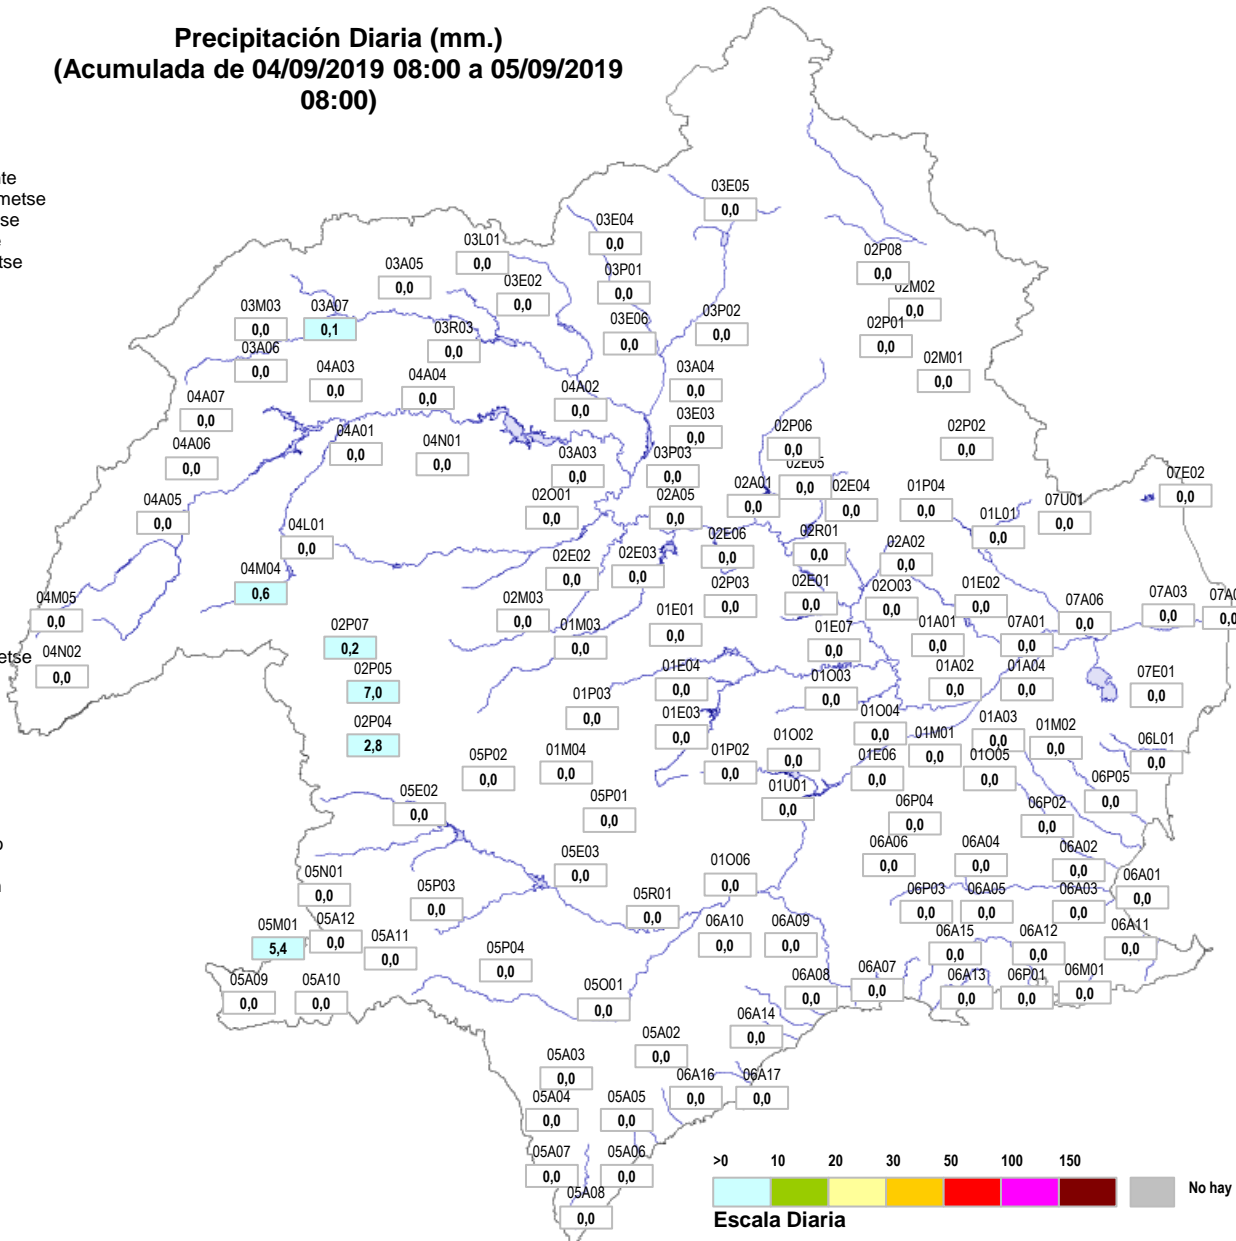 Precipitación Diaria (mm.)
(Acumulada de 04/09/2019 08:00 a 05/09/2019
08:00)
03E05
0,0
03E04
0,0
03L01
0,0
02P08
0,0
03A05
0,0
03P01
0,0
03E02
0,0
02M02
0,0
03M03
0,0
03A07
0,1
03E06
0,0
03P02
0,0
02P01
0,0
03R03
0,0
03A06
0,0
04A03
0,0
04A04
0,0
03A04
0,0
02M01
0,0
04A07
0,0
04A02
0,0
03E03
0,0
04A01
0,0
04N01
0,0
02P06
0,0
02P02
0,0
04A06
0,0
03A03
0,0
03P03
0,0
02E05
0,0
07E02
0,0
04A05
0,0
02O01
0,0
02A05
0,0
02A01
0,0
02E04
0,0
01P04
0,0
07U01
0,0
01L01
0,0
04L01
0,0
02E06
0,0
02R01
0,0
02A02
0,0
04M04
0,6
02E02
0,0
02E03
0,0
04M05
0,0
02M03
0,0
02P03
0,0
02E01
0,0
02O03
0,0
01E02
0,0
07A06
0,0
07A03
0,0
07A0
0,0
02P07
0,2
01M03
0,0
01E01
0,0
01E07
0,0
01A01
0,0
07A01
0,0
etse
04N02
0,0
02P05
7,0
01E04
0,0
01O03
0,0
01A02
0,0
01A04
0,0
07E01
0,0
01P03
0,0
02P04
2,8
01E03
0,0
01O04
0,0
01A03
0,0
01M02
0,0
01M01
0,0
06L01
0,0
05P02
0,0
01M04
0,0
01P02
0,0
01O02
0,0
01E06
0,0
01O05
0,0
05E02
0,0
05P01
0,0
01U01
0,0
06P04
0,0
06P02
0,0
06P05
0,0
05E03
0,0
01O06
0,0
06A06
0,0
06A04
0,0
06A02
0,0
05N01
0,0
05P03
0,0
05R01
0,0
06P03
0,0
06A05
0,0
06A03
0,0
06A01
0,0
05M01
5,4
05A12
0,0
05A11
0,0
05P04
0,0
06A10
0,0
06A09
0,0
06A15
0,0
06A12
0,0
06A11
0,0
05A09
0,0
05A10
0,0
05O01
0,0
06A08
0,0
06A07
0,0
06A13
0,0
06P01
0,0
06M01
0,0
06A14
0,0
05A02
0,0
05A03
0,0
06A16
0,0
06A17
0,0
05A04
0,0
05A05
0,0
05A07
0,0
05A06
0,0
05A08
0,0
>0 10 20 30 50 100 150
No hay
Escala Diaria